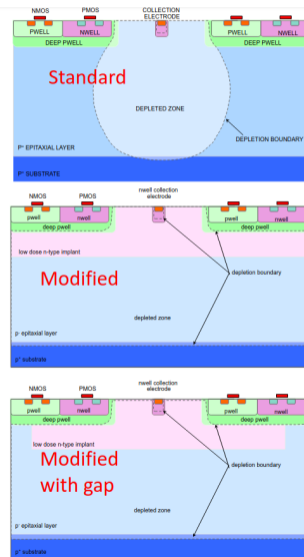 NMOS PMOS COLLECTION
ELECTRODE
PWELL NWELL PWELL NWELL
DEEP PWELL DEEP PWELL
Standard
DEPLETED ZONE
DEPLETION BOUNDARY
P⁻ EPITAXIAL LAYER
P⁺ SUBSTRATE
NMOS PMOS nwell collection
electrode
pwell nwell pwell nwell
deep pwell deep pwell
low dose n-type implant
Modified
depletion boundary
depleted zone
p⁻ epitaxial layer
p⁺ substrate
NMOS PMOS nwell collection
electrode
pwell nwell pwell nwell
deep pwell deep pwell
low dose n-type implant
Modified
with gap
depletion boundary
depleted zone
p⁻ epitaxial layer
p⁺ substrate